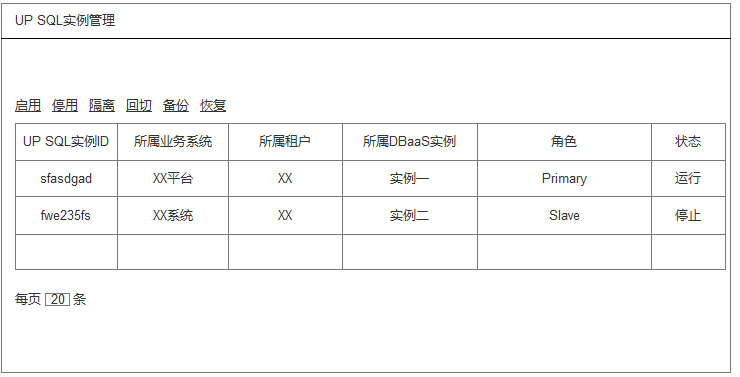 UP SQL实例管理
启用 停用 隔离 回切 备份 恢复
UP SQL实例ID 所属业务系统 所属租户 所属DBaaS实例 角色 状态
sfasdgad XX平台 XX 实例一 Primary 运行
fwe235fs XX系统 XX 实例二 Slave 停止
每页 20 条